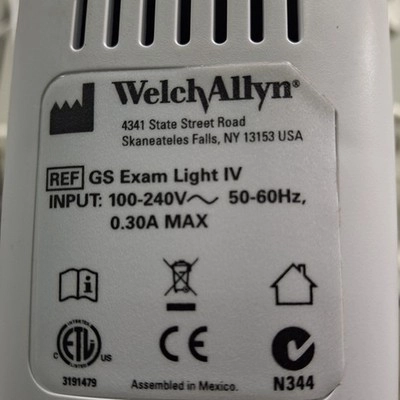 WelchAllyn®
4341 State Street Road
Skaneateles Falls, NY 13153 USA
REF GS Exam Light IV
INPUT: 100-240V～ 50-60Hz,
0.30A MAX
i
C ETL US
CE
3191479
Assembled in Mexico.
N344